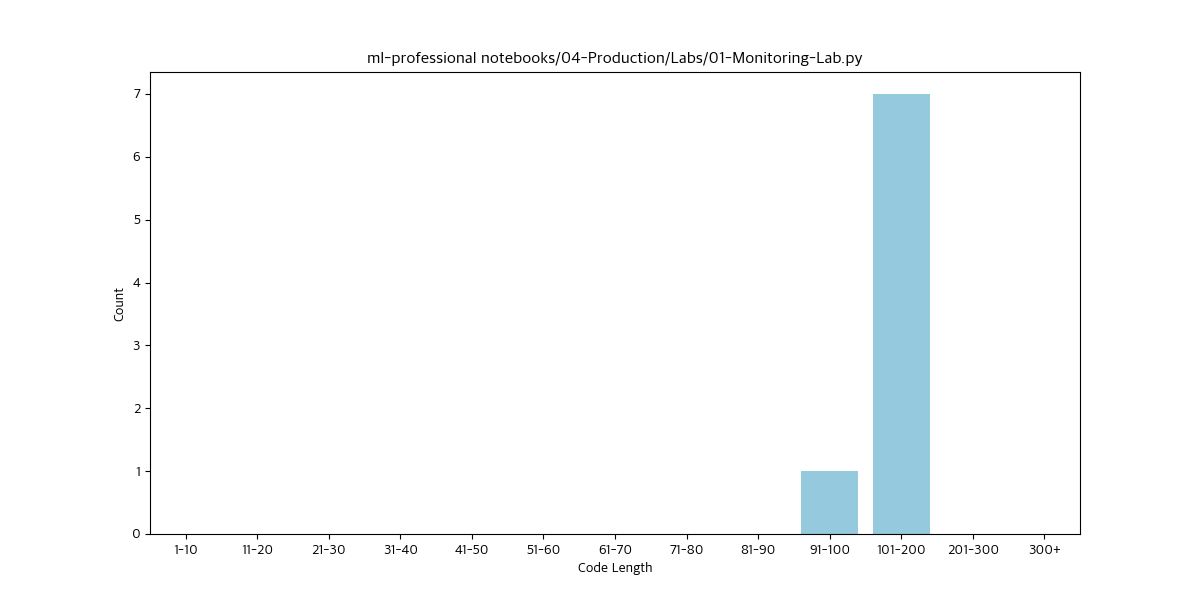 ml-professional notebooks/04-Production/Labs/01-Monitoring-Lab.py
7
6
5
4
3
2
1
0
Count
1-10 11-20 21-30 31-40 41-50 51-60 61-70 71-80 81-90 91-100 101-200 201-300 300+
Code Length